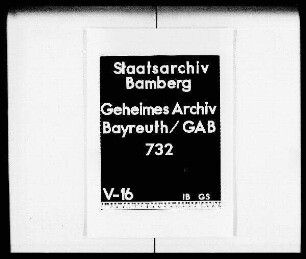 Staatsarchiv
Bamberg
Geheimes Archiv
Bayreuth/GAB
732
V-16 IB GS